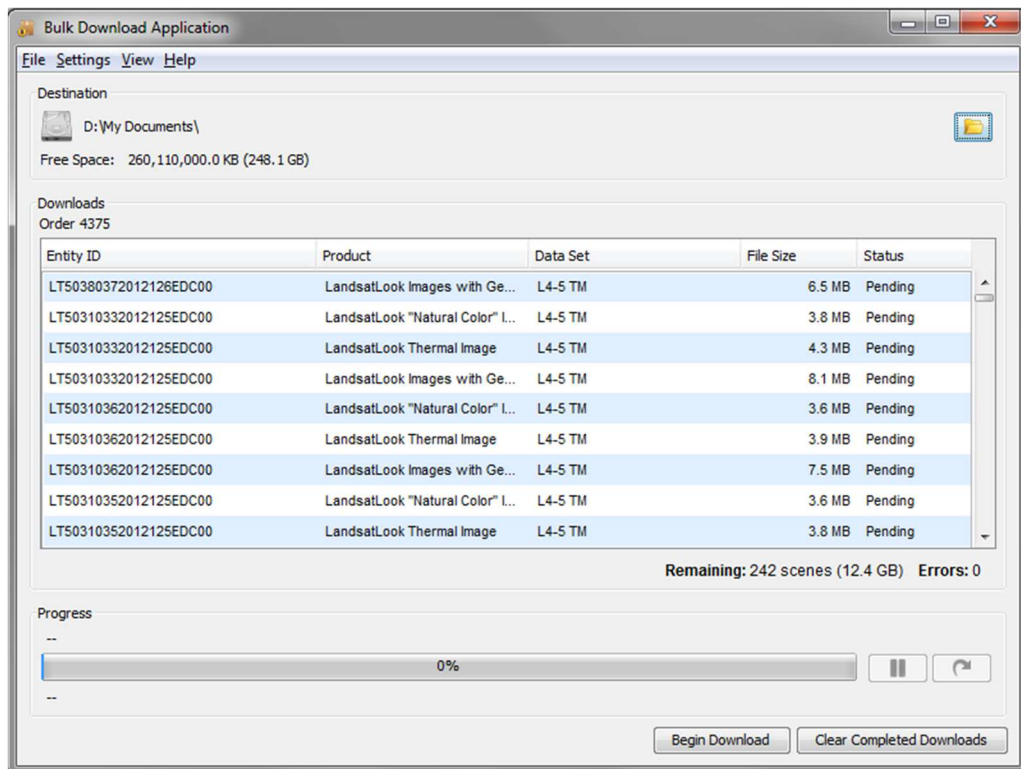 Bulk Download Application
File Settings View Help
Destination
D:\My Documents\
Free Space: 260,110,000.0 KB (248.1 GB)
Downloads
Order 4375
Entity ID Product Data Set File Size Status
LT50380372012126EDC00 LandsatLook Images with Ge... L4-5 TM 6.5 MB Pending
LT50310332012125EDC00 LandsatLook "Natural Color" I... L4-5 TM 3.8 MB Pending
LT50310332012125EDC00 LandsatLook Thermal Image L4-5 TM 4.3 MB Pending
LT50310332012125EDC00 LandsatLook Images with Ge... L4-5 TM 8.1 MB Pending
LT50310362012125EDC00 LandsatLook "Natural Color" I... L4-5 TM 3.6 MB Pending
LT50310362012125EDC00 LandsatLook Thermal Image L4-5 TM 3.9 MB Pending
LT50310362012125EDC00 LandsatLook Images with Ge... L4-5 TM 7.5 MB Pending
LT50310352012125EDC00 LandsatLook "Natural Color" I... L4-5 TM 3.6 MB Pending
LT50310352012125EDC00 LandsatLook Thermal Image L4-5 TM 3.8 MB Pending
Remaining: 242 scenes (12.4 GB) Errors: 0
Progress
--
0%
--
Begin Download Clear Completed Downloads